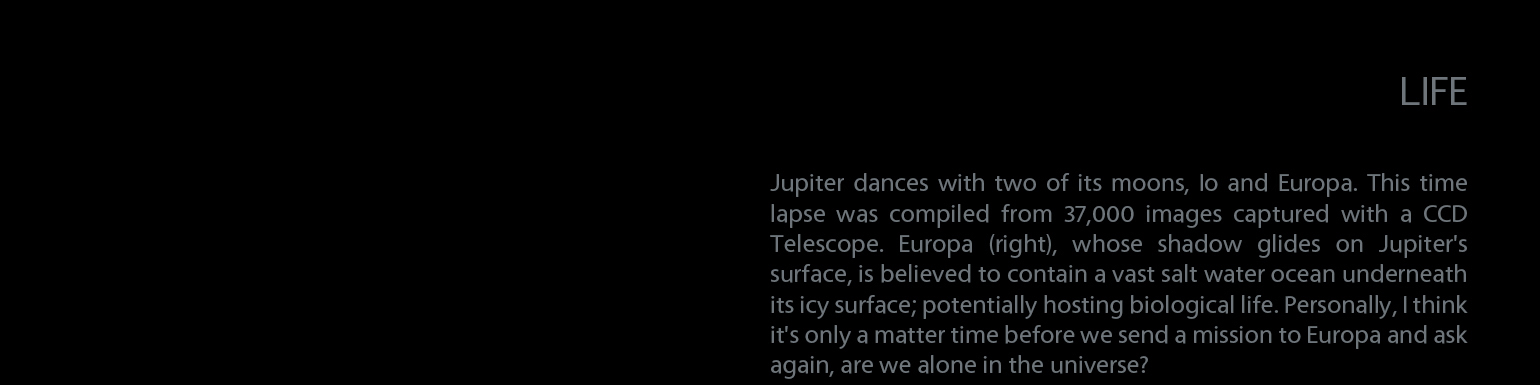 LIFE
Jupiter dances with two of its moons, Io and Europa. This time
lapse was compiled from 37,000 images captured with a CCD
Telescope. Europa (right), whose shadow glides on Jupiter's
surface, is believed to contain a vast salt water ocean underneath
its icy surface; potentially hosting biological life. Personally, I think
it's only a matter time before we send a mission to Europa and ask
again, are we alone in the universe?